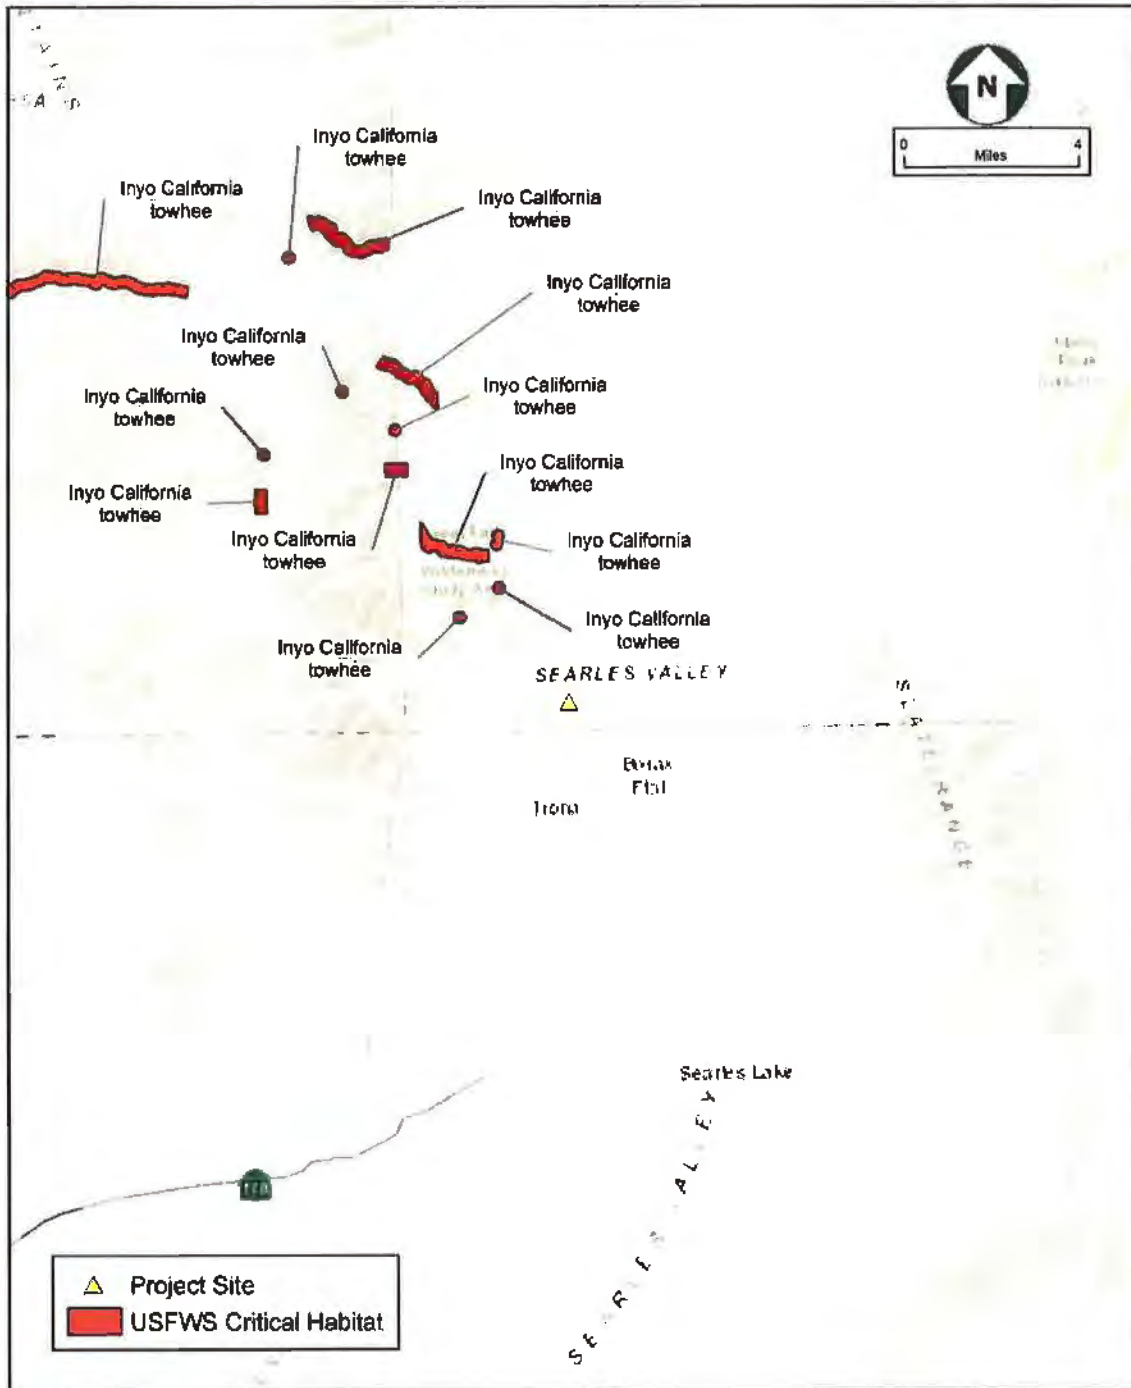 N
0
4
Miles
Inyo California
towhee
Inyo California
towhee
Inyo California
towhee
Inyo California
towhee
Inyo California
towhee
Inyo California
towhee
Inyo California
towhee
Inyo California
towhee
Inyo California
towhee
Inyo California
towhee
Inyo California
towhee
Inyo California
towhee
Inyo California
towhee
SEARLES VALLEY
Borax
Flat
Trona
RANGE
Searles Lake
Project Site
USFWS Critical Habitat